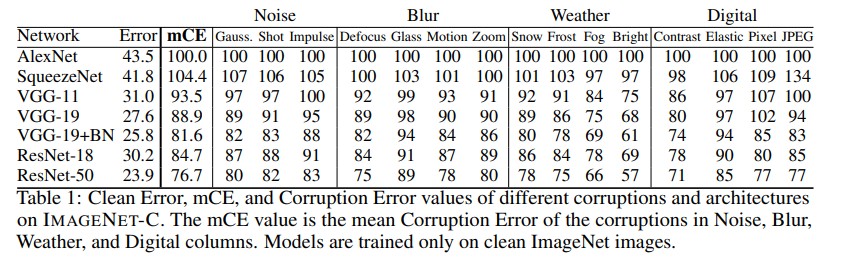 Noise Blur Weather Digital
Network Error mCE Gauss. Shot Impulse Defocus Glass Motion Zoom Snow Frost Fog Bright Contrast Elastic Pixel JPEG
AlexNet 43.5 100.0 100 100 100 100 100 100 100 100 100 100 100 100 100 100 100
SqueezeNet 41.8 104.4 107 106 105 100 103 101 100 101 103 97 97 98 106 109 134
VGG-11 31.0 93.5 97 97 100 92 99 93 91 92 91 84 75 86 97 107 100
VGG-19 27.6 88.9 89 91 95 89 98 90 90 89 86 75 68 80 97 102 94
VGG-19+BN 25.8 81.6 82 83 88 82 94 84 86 80 78 69 61 74 94 85 83
ResNet-18 30.2 84.7 87 88 91 84 91 87 89 86 84 78 69 78 90 80 85
ResNet-50 23.9 76.7 80 82 83 75 89 78 80 78 75 66 57 71 85 77 77
Table 1: Clean Error, mCE, and Corruption Error values of different corruptions and architectures
on IMAGENET-C. The mCE value is the mean Corruption Error of the corruptions in Noise, Blur,
Weather, and Digital columns. Models are trained only on clean ImageNet images.